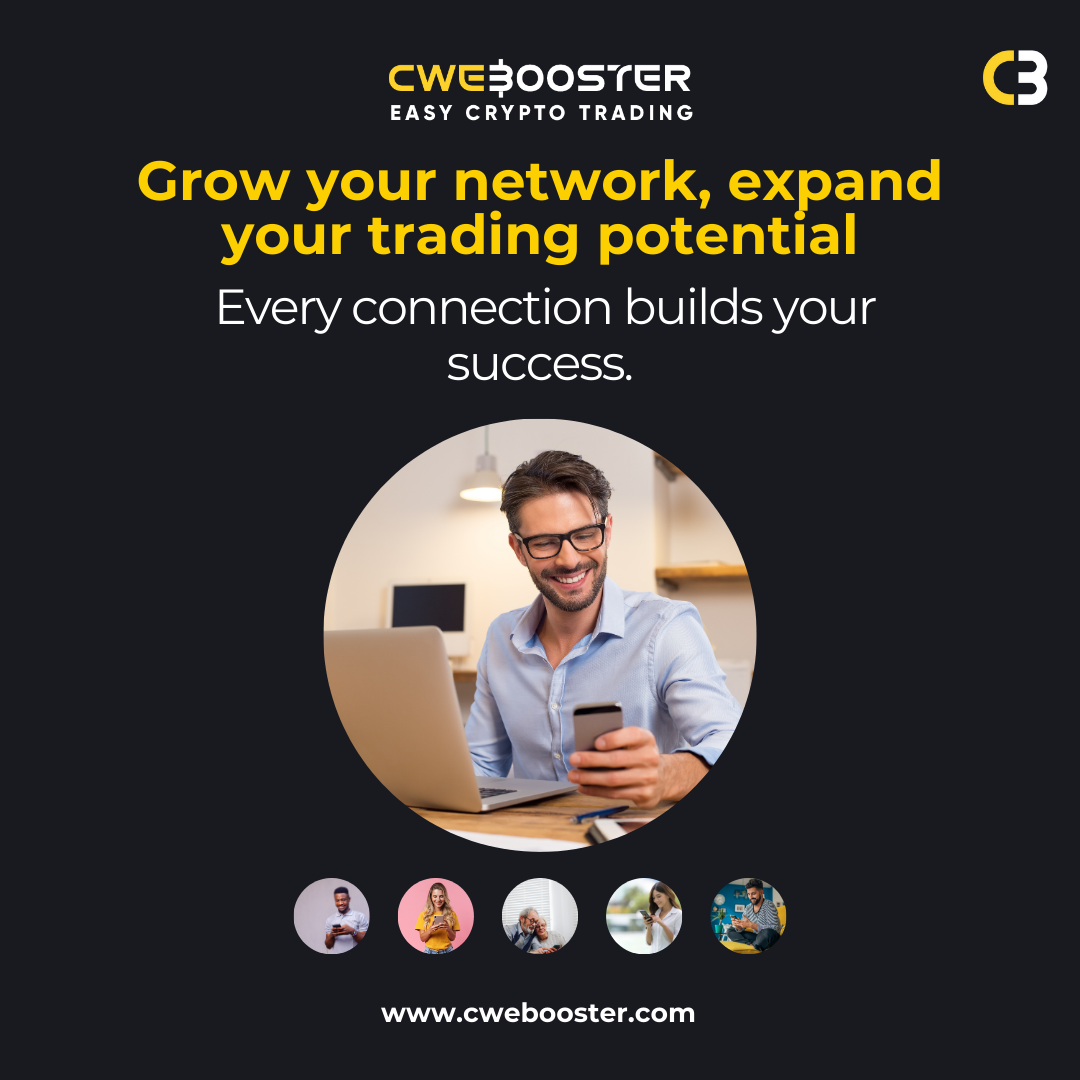 CWEBOOSTER
EASY CRYPTO TRADING
CB
Grow your network, expand
your trading potential
Every connection builds your
success.
www.cwebooster.com